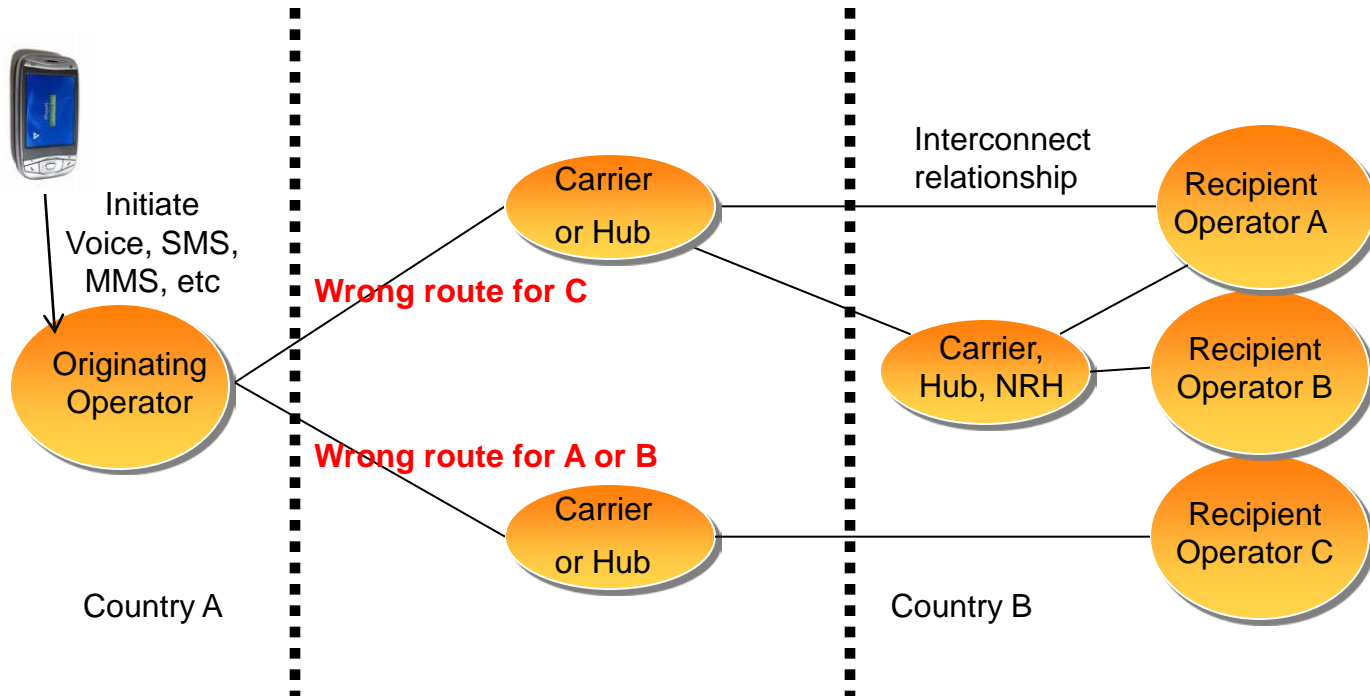 Initiate
Voice, SMS,
MMS, etc
Originating
Operator
Country A
Wrong route for C
Wrong route for A or B
Carrier
or Hub
Carrier
or Hub
Interconnect
relationship
Carrier,
Hub, NRH
Country B
Recipient
Operator A
Recipient
Operator B
Recipient
Operator C